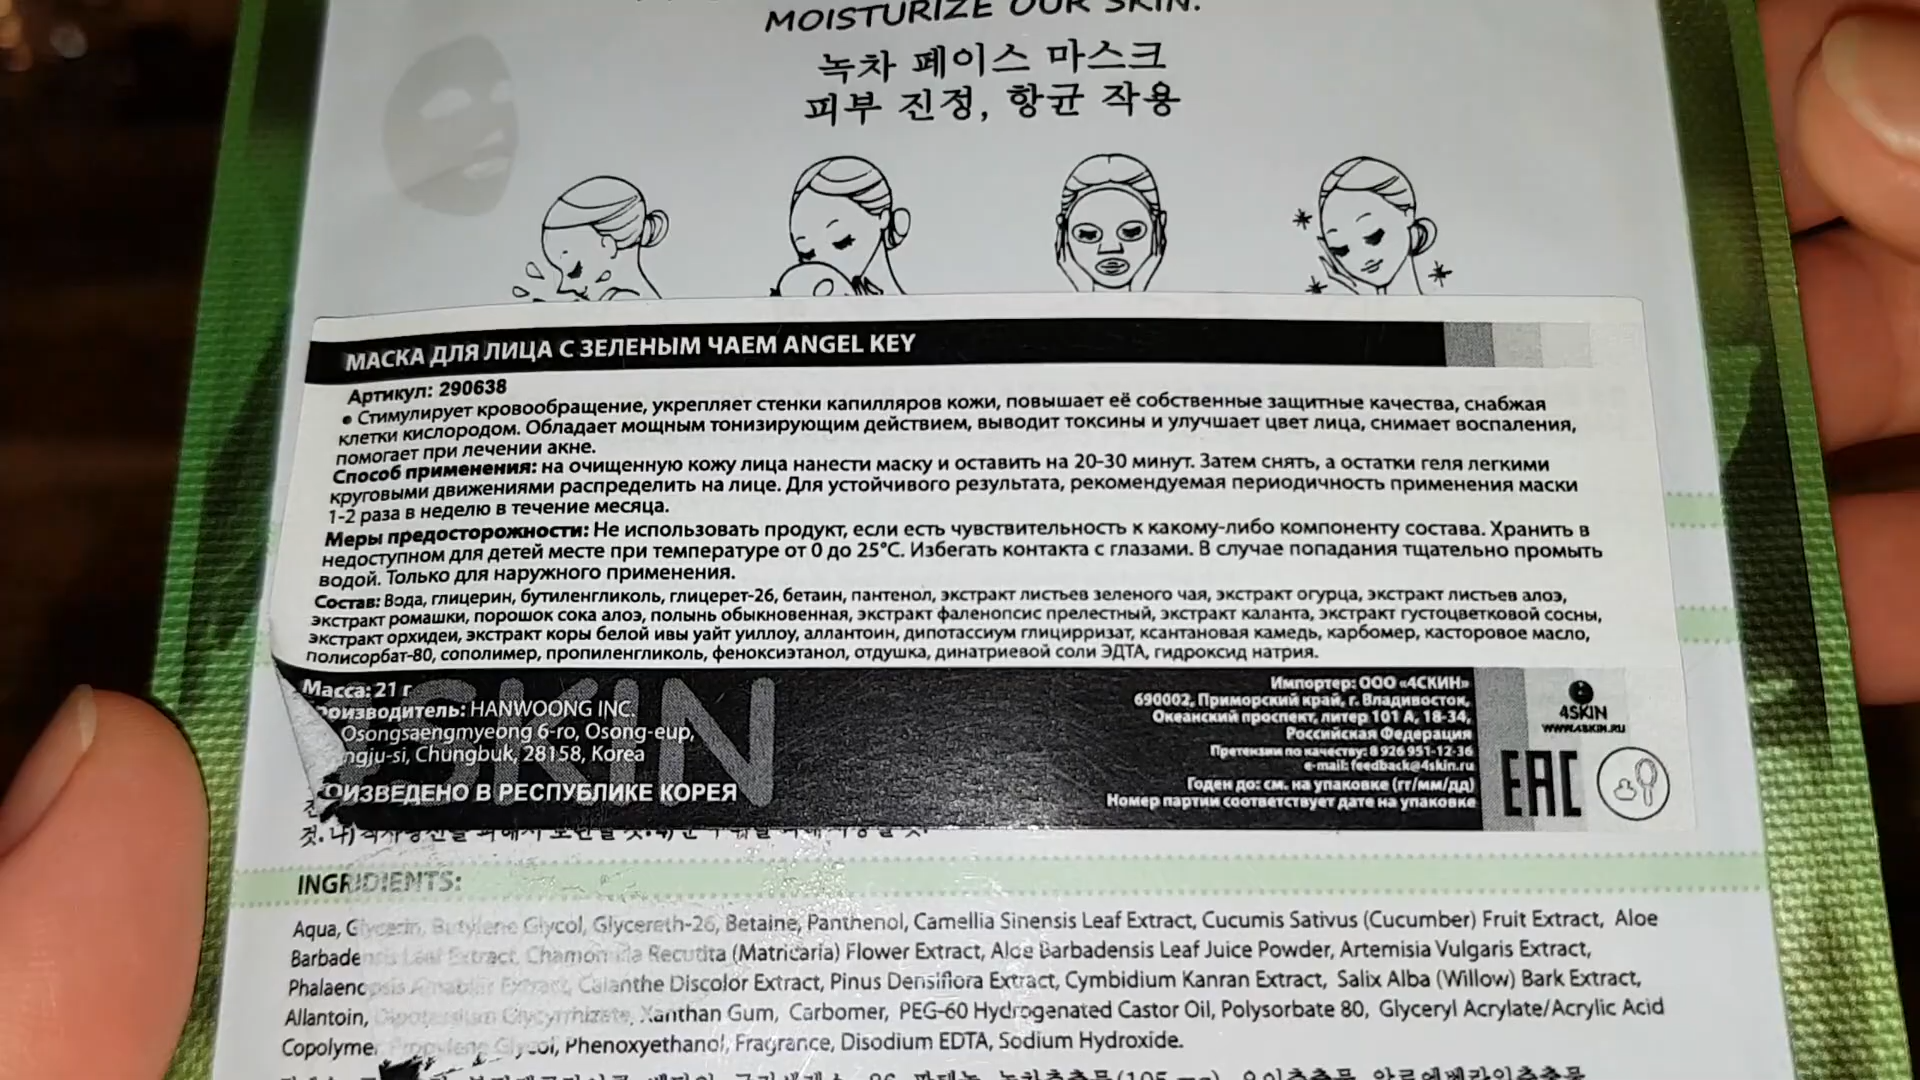 MOISTURIZE OUR SKIN.
녹차 페이스 마스크
피부 진정, 항균 작용
МАСКА ДЛЯ ЛИЦА С ЗЕЛЕНЫМ ЧАЕМ ANGEL KEY
Артикул: 290638
• Стимулирует кровообращение, укрепляет стенки капилляров кожи, повышает её собственные защитные качества, снабжая
клетки кислородом. Обладает мощным тонизирующим действием, выводит токсины и улучшает цвет лица, снимает воспаления,
помогает при лечении акне.
Способ применения: на очищенную кожу лица нанести маску и оставить на 20-30 минут. Затем снять, а остатки геля легкими
круговыми движениями распределить на лице. Для устойчивого результата, рекомендуемая периодичность применения маски
1-2 раза в неделю в течение месяца.
Меры предосторожности: Не использовать продукт, если есть чувствительность к какому-либо компоненту состава. Хранить в
недоступном для детей месте при температуре от 0 до 25°С. Избегать контакта с глазами. В случае попадания тщательно промыть
водой. Только для наружного применения.
Состав: Вода, глицерин, бутиленгликоль, глицерет-26, бетаин, пантенол, экстракт листьев зеленого чая, экстракт огурца, экстракт листьев алоэ,
экстракт ромашки, порошок сока алоэ, полынь обыкновенная, экстракт фаленопсис прелестный, экстракт каланта, экстракт густоцветковой сосны,
экстракт орхидеи, экстракт коры белой ивы уайт уиллоу, аллантоин, дипотассиум глицирризат, ксантановая камедь, карбомер, касторовое масло,
полисорбат-80, сополимер, пропиленгликоль, феноксиэтанол, отдушка, динатриевой соли ЭДТА, гидроксид натрия.
Масса: 21 г
роизводитель: HANWOONG INC.
Osongsaengmyeong 6-ro, Osong-eup,
ngju-si, Chungbuk, 28158, Korea
ОИЗВЕДЕНО В РЕСПУБЛИКЕ КОРЕЯ
4SKIN
Импортер: ООО «4СКИН»
690002, Приморский край, г. Владивосток,
Океанский проспект, литер 101 А, 18-34,
Российская Федерация
Претензии по качеству: 8 926 951-12-36
e-mail: feedback@4skin.ru
Годен до: см. на упаковке (гг/мм/дд)
Номер партии соответствует дате на упаковке
4SKIN
WWW.4SKIN.RU
EAC
INGRIDIENTS:
Aqua, Glycerin, Butylene Glycol, Glycereth-26, Betaine, Panthenol, Camellia Sinensis Leaf Extract, Cucumis Sativus (Cucumber) Fruit Extract, Aloe
Barbadensis Leaf Extract, Chamomilla Recutita (Matricaria) Flower Extract, Aloe Barbadensis Leaf Juice Powder, Artemisia Vulgaris Extract,
Phalaenopsis Amabilis Extract, Calanthe Discolor Extract, Pinus Densiflora Extract, Cymbidium Kanran Extract, Salix Alba (Willow) Bark Extract,
Allantoin, Dipotassium Glycyrrhizate, Xanthan Gum, Carbomer, PEG-60 Hydrogenated Castor Oil, Polysorbate 80, Glyceryl Acrylate/Acrylic Acid
Copolymer, Propylene Glycol, Phenoxyethanol, Fragrance, Disodium EDTA, Sodium Hydroxide.